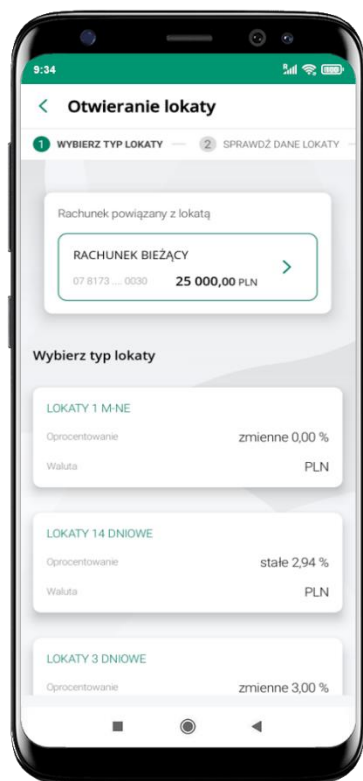 9:34
Otwieranie lokaty
1 WYBIERZ TYP LOKATY 2 SPRAWDŹ DANE LOKATY
Rachunek powiązany z lokatą
RACHUNEK BIEŻĄCY
07 8173 .... 0030 25 000,00 PLN
Wybierz typ lokaty
LOKATY 1 M-NE
Oprocentowanie zmienne 0,00 %
Waluta PLN
LOKATY 14 DNIOWE
Oprocentowanie stałe 2,94 %
Waluta PLN
LOKATY 3 DNIOWE
Oprocentowanie zmienne 3,00 %